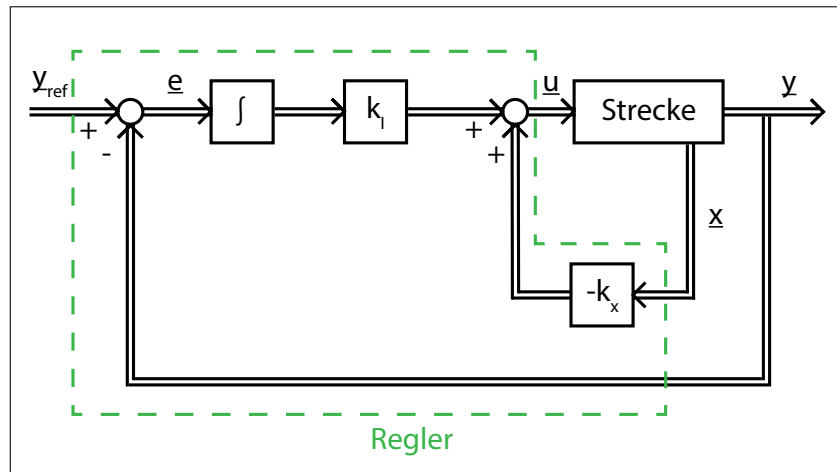 y_ref
e
∫
k_I
u
Strecke
y
+
-
+
+
x
-k_x
Regler